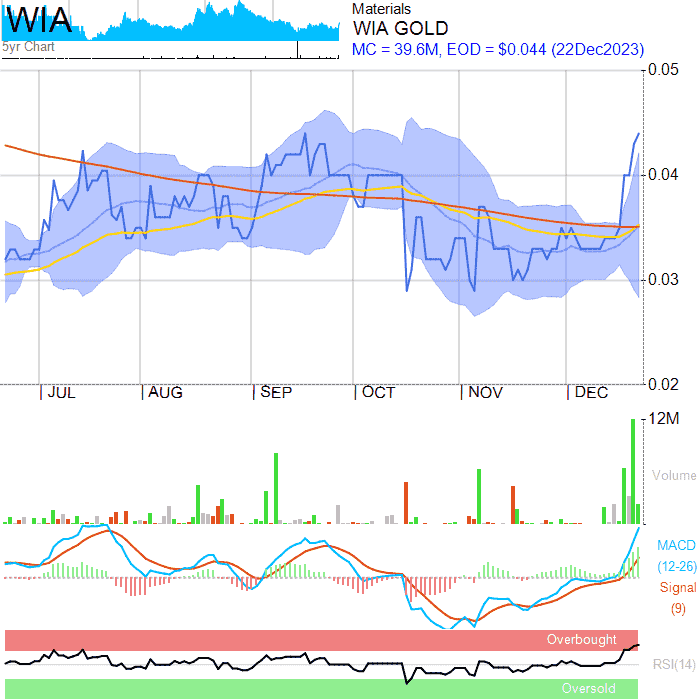 WIA
5yr Chart
Materials
WIA GOLD
MC = 39.6M, EOD = $0.044 (22Dec2023)
0.05
0.04
0.03
0.02
JUL AUG SEP OCT NOV DEC
12M
Volume
MACD
(12-26)
Signal
(9)
Overbought
RSI(14)
Oversold